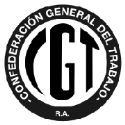 -CONFEDERACIÓN GENERAL DEL TRABAJO-
CGT
R.A.